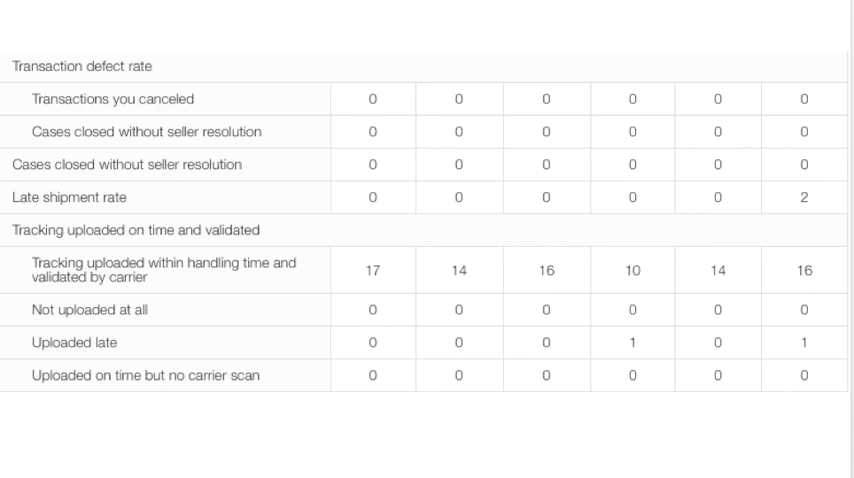 Transaction defect rate
Transactions you canceled 0 0 0 0 0 0
Cases closed without seller resolution 0 0 0 0 0 0
Cases closed without seller resolution 0 0 0 0 0 0
Late shipment rate 0 0 0 0 0 2
Tracking uploaded on time and validated
Tracking uploaded within handling time and
validated by carrier 17 14 16 10 14 16
Not uploaded at all 0 0 0 0 0 0
Uploaded late 0 0 0 1 0 1
Uploaded on time but no carrier scan 0 0 0 0 0 0